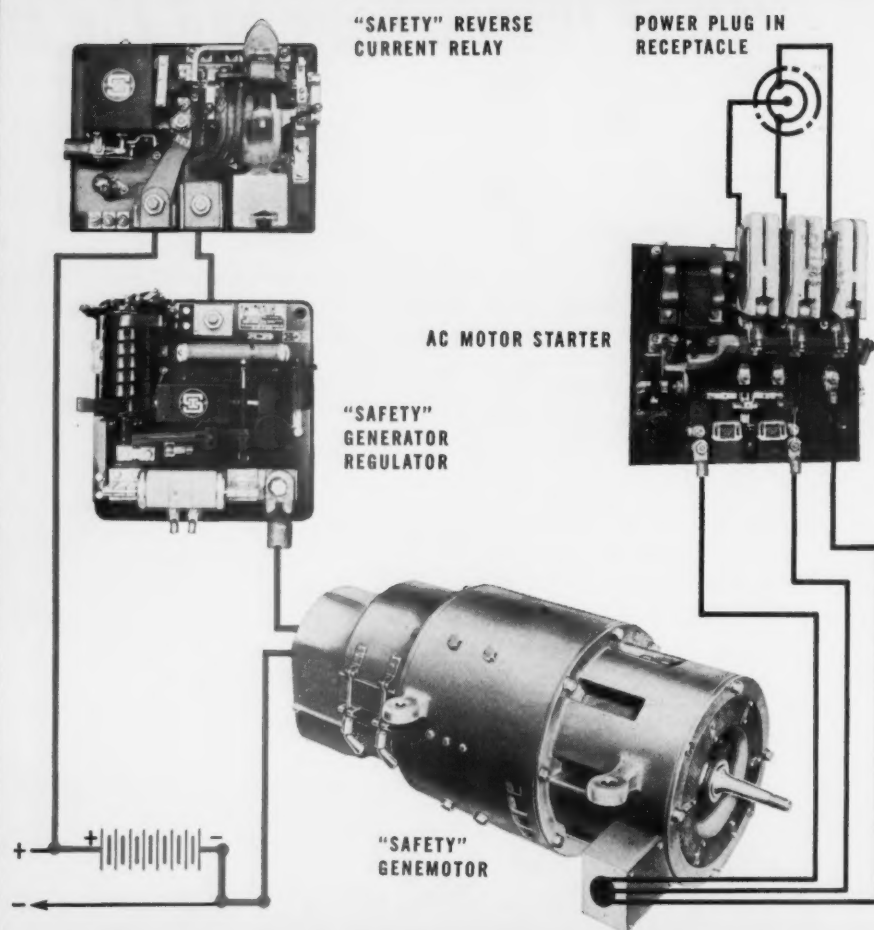 "SAFETY" REVERSE
CURRENT RELAY
POWER PLUG IN
RECEPTACLE
AC MOTOR STARTER
"SAFETY"
GENERATOR
REGULATOR
"SAFETY"
GENEMOTOR
+
+
-
-